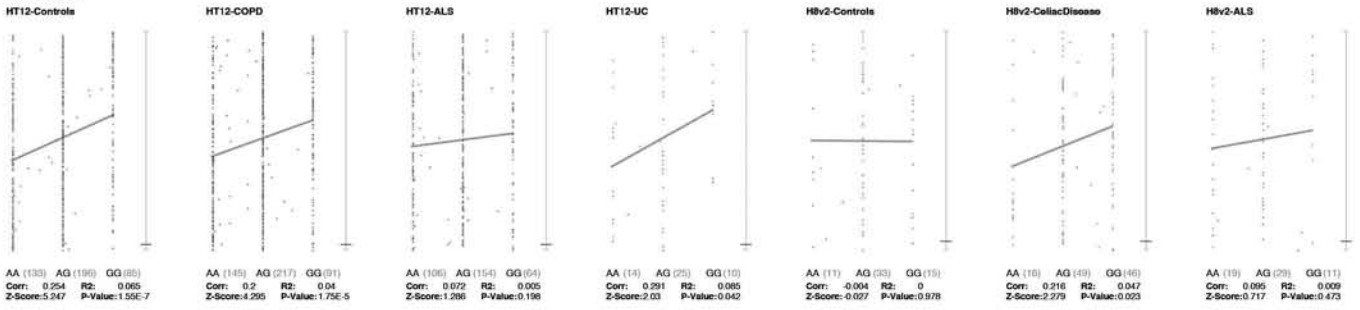 HT12-Controls HT12-COPD HT12-ALS HT12-UC H8v2-Controls H8v2-CeliacDisease H8v2-ALS
AA (133) AG (196) GG (85) AA (145) AG (217) GG (91) AA (106) AG (154) GG (64) AA (14) AG (25) GG (10) AA (11) AG (33) GG (15) AA (16) AG (49) GG (46) AA (19) AG (29) GG (11)
Corr: 0.254 R2: 0.065 Corr: 0.2 R2: 0.04 Corr: 0.072 R2: 0.005 Corr: 0.291 R2: 0.085 Corr: -0.004 R2: 0 Corr: 0.216 R2: 0.047 Corr: 0.095 R2: 0.009
Z-Score: 5.247 P-Value: 1.55E-7 Z-Score: 4.295 P-Value: 1.75E-5 Z-Score: 1.286 P-Value: 0.198 Z-Score: 2.03 P-Value: 0.042 Z-Score: -0.027 P-Value: 0.978 Z-Score: 2.279 P-Value: 0.023 Z-Score: 0.717 P-Value: 0.473